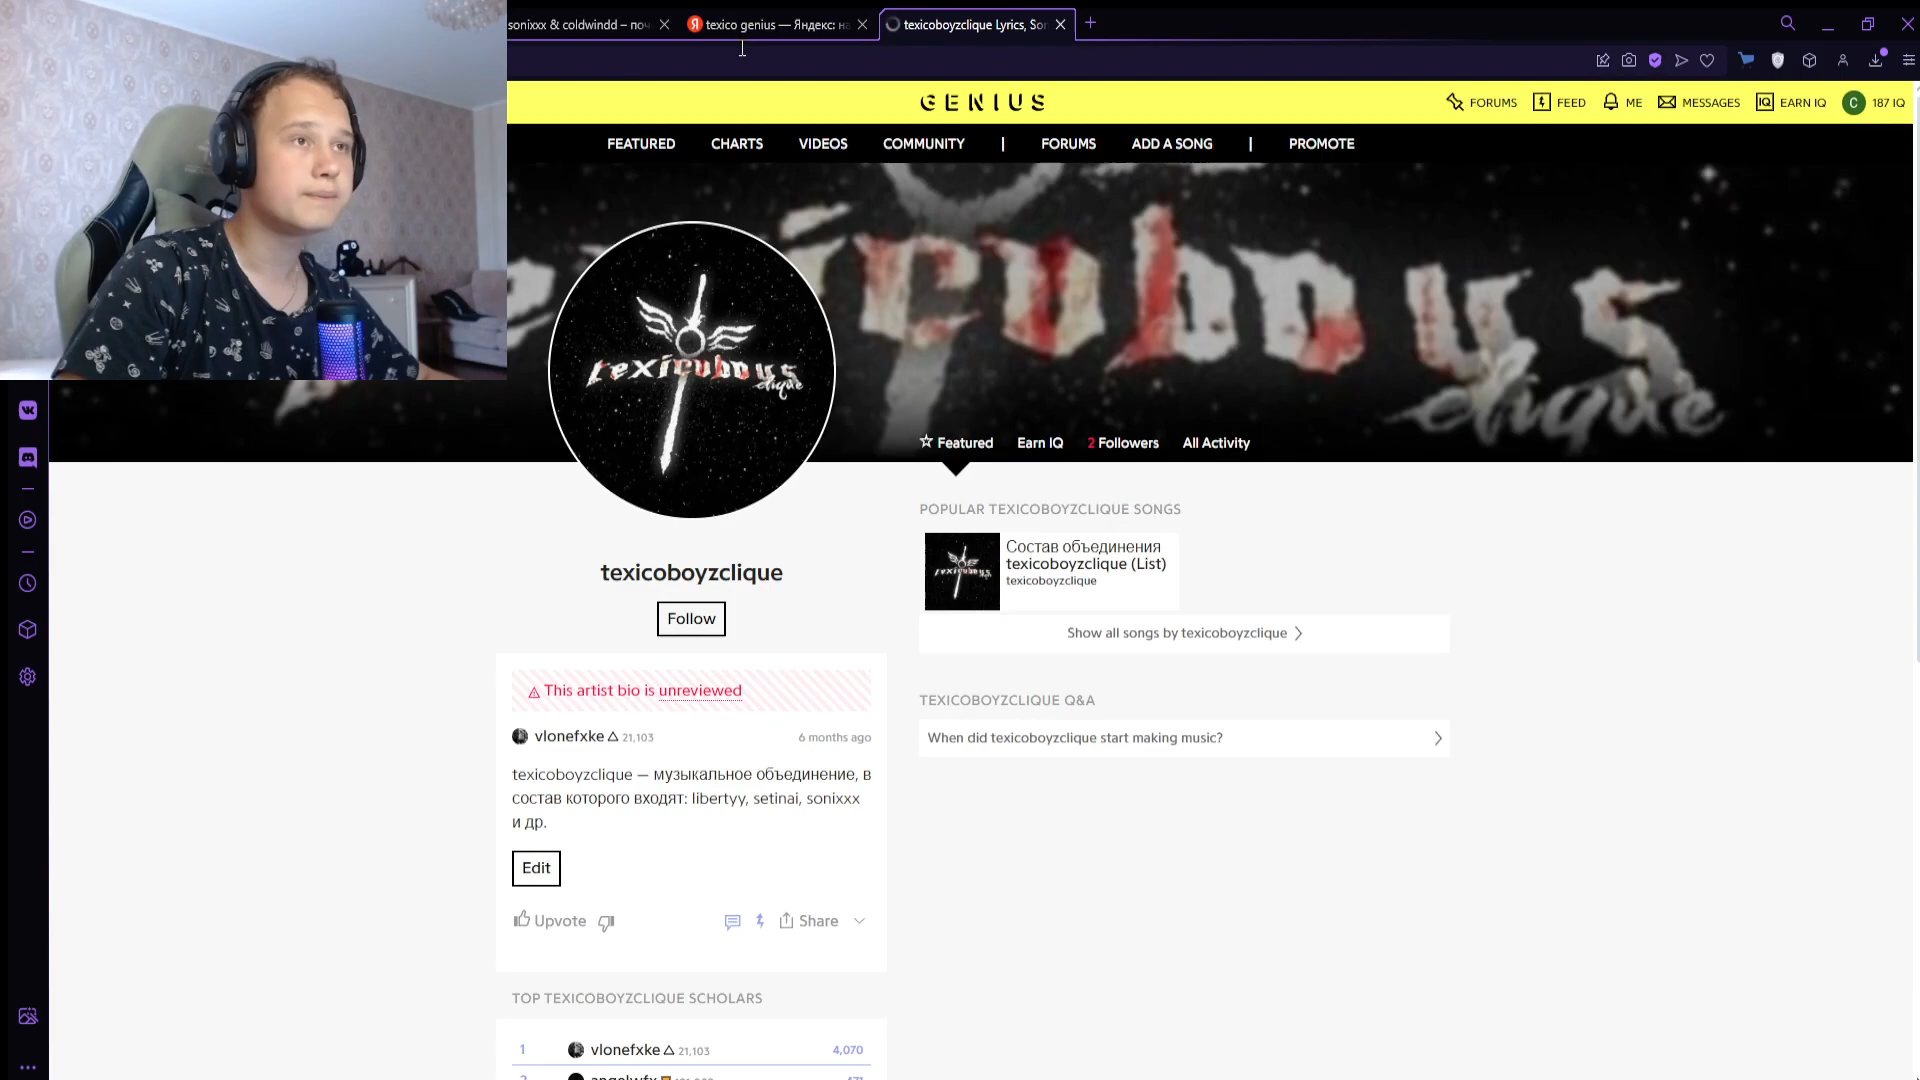 sonixxx & coldwindd – поч
texico genius — Яндекс: на
texicoboyzclique Lyrics, Son
GENIUS
FORUMS
FEED
ME
MESSAGES
EARN IQ
C
187 IQ
FEATURED
CHARTS
VIDEOS
COMMUNITY
FORUMS
ADD A SONG
PROMOTE
texicoboys
clique
Featured
Earn IQ
2 Followers
All Activity
texicoboyzclique
Follow
This artist bio is unreviewed
vlonefxke 21,103
6 months ago
texicoboyzclique — музыкальное объединение, в
состав которого входят: libertyy, setinai, sonixxx
и др.
Edit
Upvote
Share
TOP TEXICOBOYZCLIQUE SCHOLARS
1 vlonefxke 21,103 4,070
POPULAR TEXICOBOYZCLIQUE SONGS
Состав объединения
texicoboyzclique (List)
texicoboyzclique
Show all songs by texicoboyzclique
TEXICOBOYZCLIQUE Q&A
When did texicoboyzclique start making music?